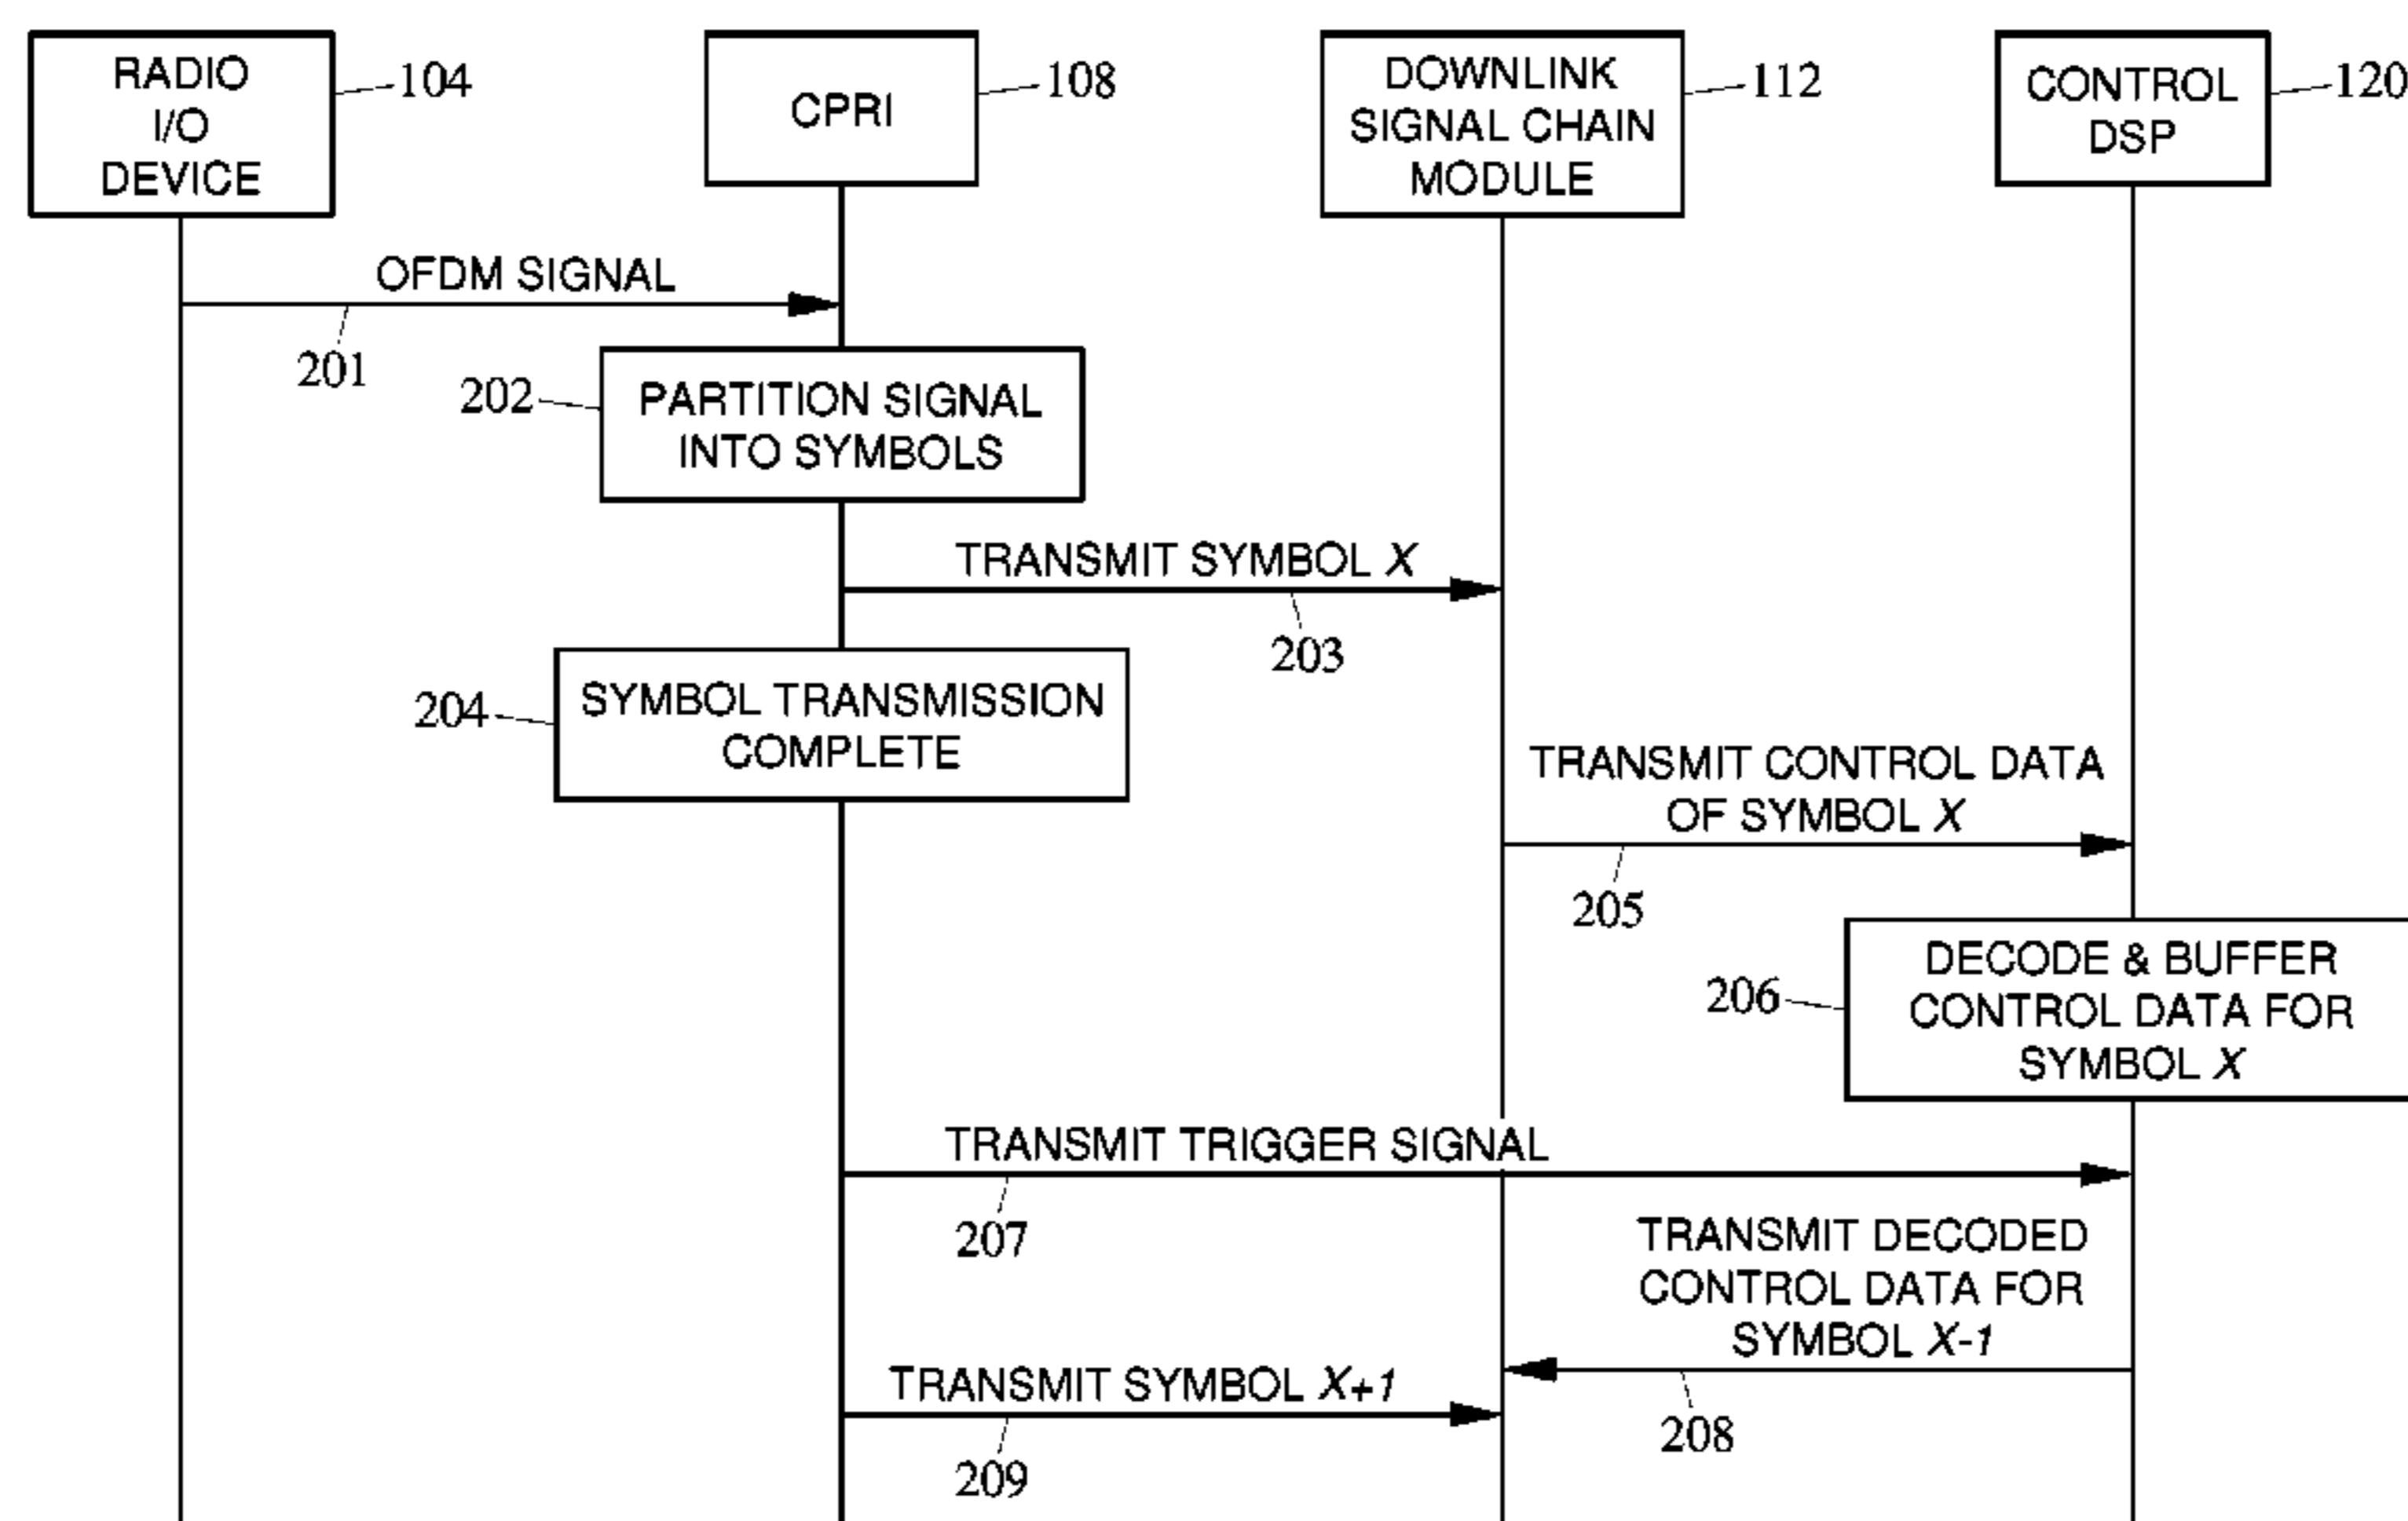 RADIO
I/O
DEVICE
104
CPRI
108
DOWNLINK
SIGNAL CHAIN
MODULE
112
CONTROL
DSP
120
OFDM SIGNAL
201
202
PARTITION SIGNAL
INTO SYMBOLS
TRANSMIT SYMBOL X
203
204
SYMBOL TRANSMISSION
COMPLETE
TRANSMIT CONTROL DATA
OF SYMBOL X
205
206
DECODE & BUFFER
CONTROL DATA FOR
SYMBOL X
TRANSMIT TRIGGER SIGNAL
207
TRANSMIT DECODED
CONTROL DATA FOR
SYMBOL X-1
208
TRANSMIT SYMBOL X+1
209